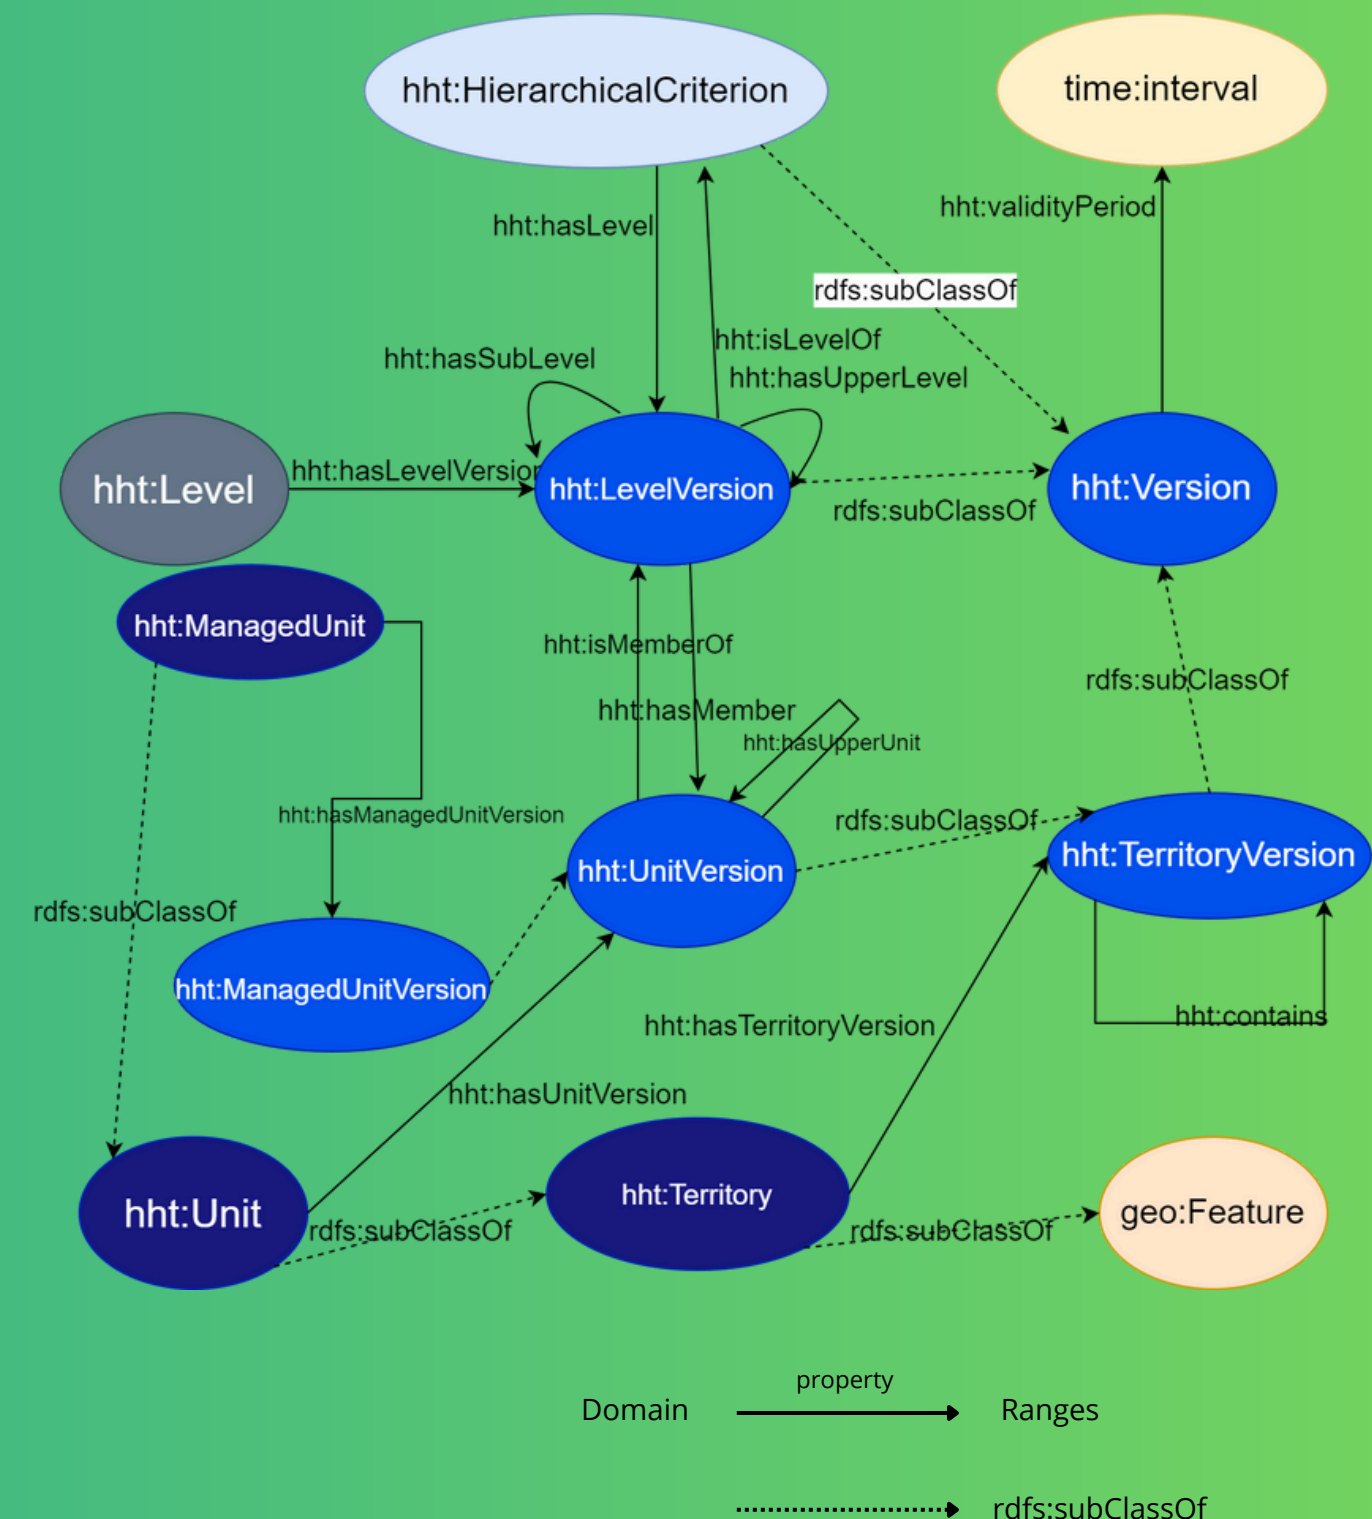 hht:HierarchicalCriterion
time:interval
hht:validityPeriod
hht:hasLevel
rdfs:subClassOf
hht:isLevelOf
hht:hasSubLevel
hht:hasUpperLevel
hht:hasLevelVersion
hht:Level
hht:LevelVersion
hht:Version
rdfs:subClassOf
hht:ManagedUnit
hht:isMemberOf
rdfs:subClassOf
hht:hasMember
hht:hasUpperUnit
hht:hasManagedUnitVersion
rdfs:subClassOf
hht:TerritoryVersion
hht:UnitVersion
rdfs:subClassOf
hht:ManagedUnitVersion
hht:contains
hht:hasTerritoryVersion
hht:hasUnitVersion
hht:Territory
hht:Unit
geo:Feature
rdfs:subClassOf
rdfs:subClassOf
property
Domain
Ranges
rdfs:subClassOf